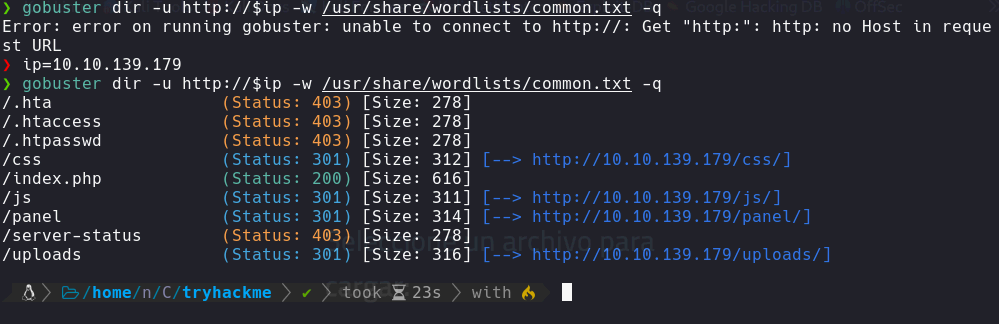 ❯ gobuster dir -u http://$ip -w /usr/share/wordlists/common.txt -q
Error: error on running gobuster: unable to connect to http://: Get "http:": http: no Host in reque
st URL
❯ ip=10.10.139.179
❯ gobuster dir -u http://$ip -w /usr/share/wordlists/common.txt -q
/.hta (Status: 403) [Size: 278]
/.htaccess (Status: 403) [Size: 278]
/.htpasswd (Status: 403) [Size: 278]
/css (Status: 301) [Size: 312] [--> http://10.10.139.179/css/]
/index.php (Status: 200) [Size: 616]
/js (Status: 301) [Size: 311] [--> http://10.10.139.179/js/]
/panel (Status: 301) [Size: 314] [--> http://10.10.139.179/panel/]
/server-status (Status: 403) [Size: 278]
/uploads (Status: 301) [Size: 316] [--> http://10.10.139.179/uploads/]
un archivo para
/home/n/C/tryhackme ✔ took 23s with